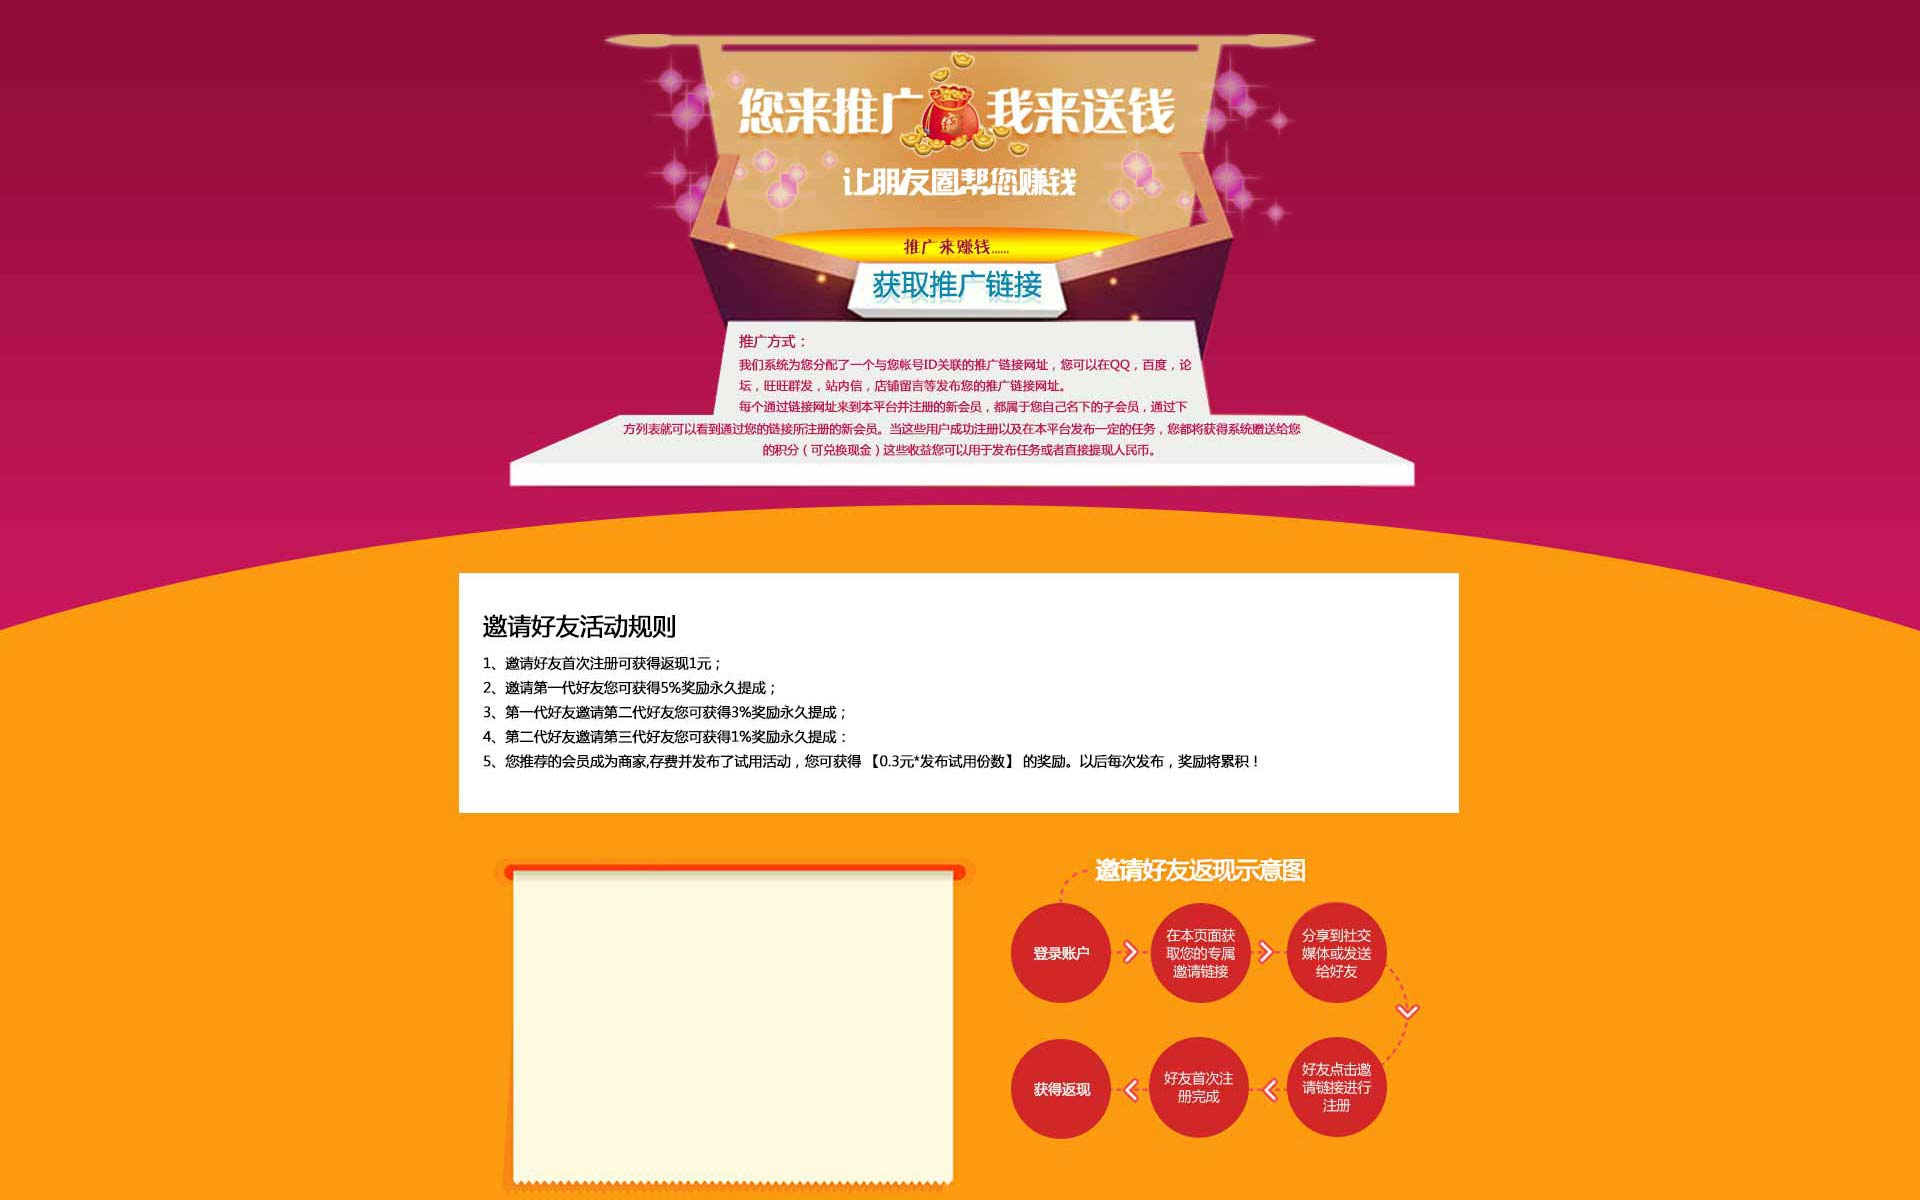 您来推广 我来送钱
让朋友圈帮您赚钱
推广来赚钱......
获取推广链接
推广方式：
我们系统为您分配了一个与您帐号ID关联的推广链接网址，您可以在QQ，百度，论
坛，旺旺群发，站内信，店铺留言等发布您的推广链接网址。
每个通过链接网址来到本平台并注册的新会员，都属于您自己名下的子会员，通过下
方列表就可以看到通过您的链接所注册的新会员。当这些用户成功注册以及在本平台发布一定的任务，您都将获得系统赠送给您
的积分（可兑换现金）这些收益您可以用于发布任务或者直接提现人民币。
邀请好友活动规则
1、邀请好友首次注册可获得返现1元；
2、邀请第一代好友您可获得5%奖励永久提成；
3、第一代好友邀请第二代好友您可获得3%奖励永久提成；
4、第二代好友邀请第三代好友您可获得1%奖励永久提成：
5、您推荐的会员成为商家,存费并发布了试用活动，您可获得 【0.3元*发布试用份数】 的奖励。以后每次发布，奖励将累积！
邀请好友返现示意图
登录账户
在本页面获
取您的专属
邀请链接
分享到社交
媒体或发送
给好友
好友点击邀
请链接进行
注册
好友首次注
册完成
获得返现